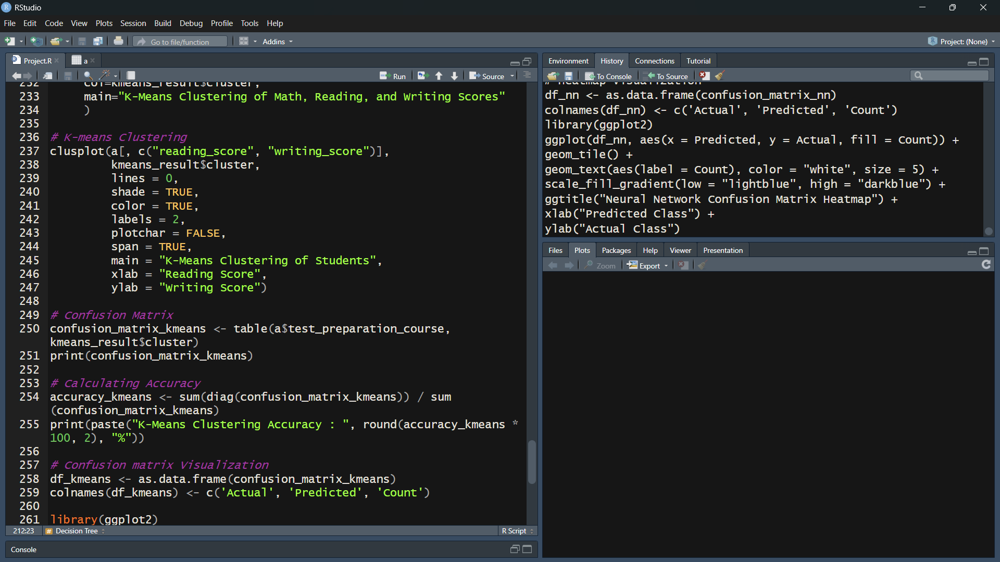 RStudio
File Edit Code View Plots Session Build Debug Profile Tools Help
Go to file/function Addins Project: (None)
Project.R a
Run Source
232 col=kmeans_result$cluster,
233 main="K-Means Clustering of Math, Reading, and Writing Scores"
234 )
235
236 # K-means Clustering
237 clusplot(a[, c("reading_score", "writing_score")],
238 kmeans_result$cluster,
239 lines = 0,
240 shade = TRUE,
241 color = TRUE,
242 labels = 2,
243 plotchar = FALSE,
244 span = TRUE,
245 main = "K-Means Clustering of Students",
246 xlab = "Reading Score",
247 ylab = "Writing Score")
248
249 # Confusion Matrix
250 confusion_matrix_kmeans <- table(a$test_preparation_course,
kmeans_result$cluster)
251 print(confusion_matrix_kmeans)
252
253 # Calculating Accuracy
254 accuracy_kmeans <- sum(diag(confusion_matrix_kmeans)) / sum
(confusion_matrix_kmeans)
255 print(paste("K-Means Clustering Accuracy : ", round(accuracy_kmeans *
100, 2), "%"))
256
257 # Confusion matrix Visualization
258 df_kmeans <- as.data.frame(confusion_matrix_kmeans)
259 colnames(df_kmeans) <- c('Actual', 'Predicted', 'Count')
260
261 library(ggplot2)
212:23 # Decision Tree R Script
Console
Environment History Connections Tutorial
To Console To Source
# Heatmap Visualization
df_nn <- as.data.frame(confusion_matrix_nn)
colnames(df_nn) <- c('Actual', 'Predicted', 'Count')
library(ggplot2)
ggplot(df_nn, aes(x = Predicted, y = Actual, fill = Count)) +
geom_tile() +
geom_text(aes(label = Count), color = "white", size = 5) +
scale_fill_gradient(low = "lightblue", high = "darkblue") +
ggtitle("Neural Network Confusion Matrix Heatmap") +
xlab("Predicted Class") +
ylab("Actual Class")
Files Plots Packages Help Viewer Presentation
Zoom Export